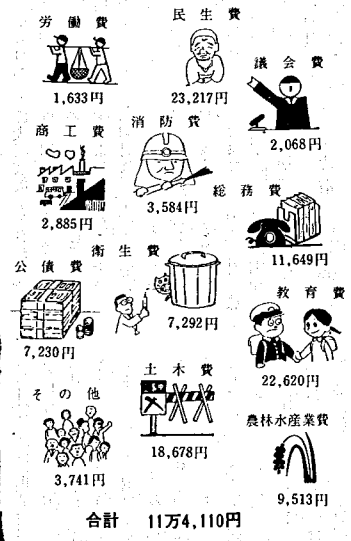 労働費
1,633円
民生費
23,217円
議会費
2,068円
商工費
2,885円
消防費
3,584円
総務費
11,649円
公債費
7,230円
衛生費
7,292円
教育費
22,620円
その他
3,741円
土木費
18,678円
農林水産業費
9,513円
合計 11万4,110円